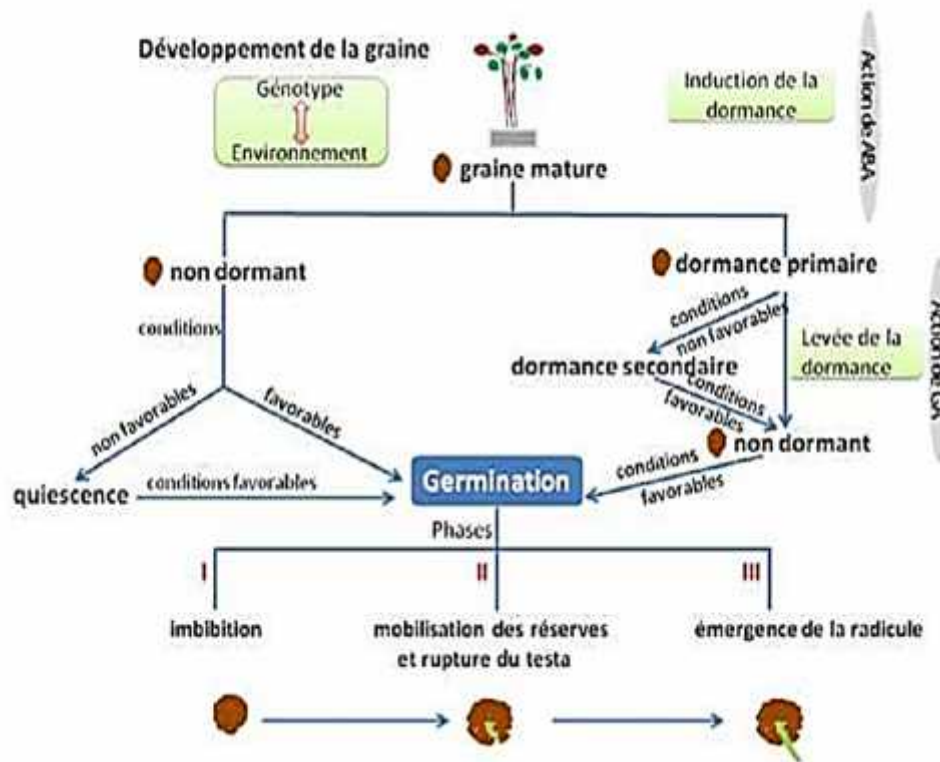 Développement de la graine
Génotype
Environnement
Induction de la
dormance
Action de ABA
graine mature
non dormant
dormance primaire
conditions
conditions
non favorables
Levée de la
dormance
Action de GA
dormance secondaire
conditions
favorables
non favorables
favorables
non dormant
conditions
favorables
quiescence
conditions favorables
Germination
Phases
I
II
III
imbibition
mobilisation des réserves
et rupture du testa
émergence de la radicule